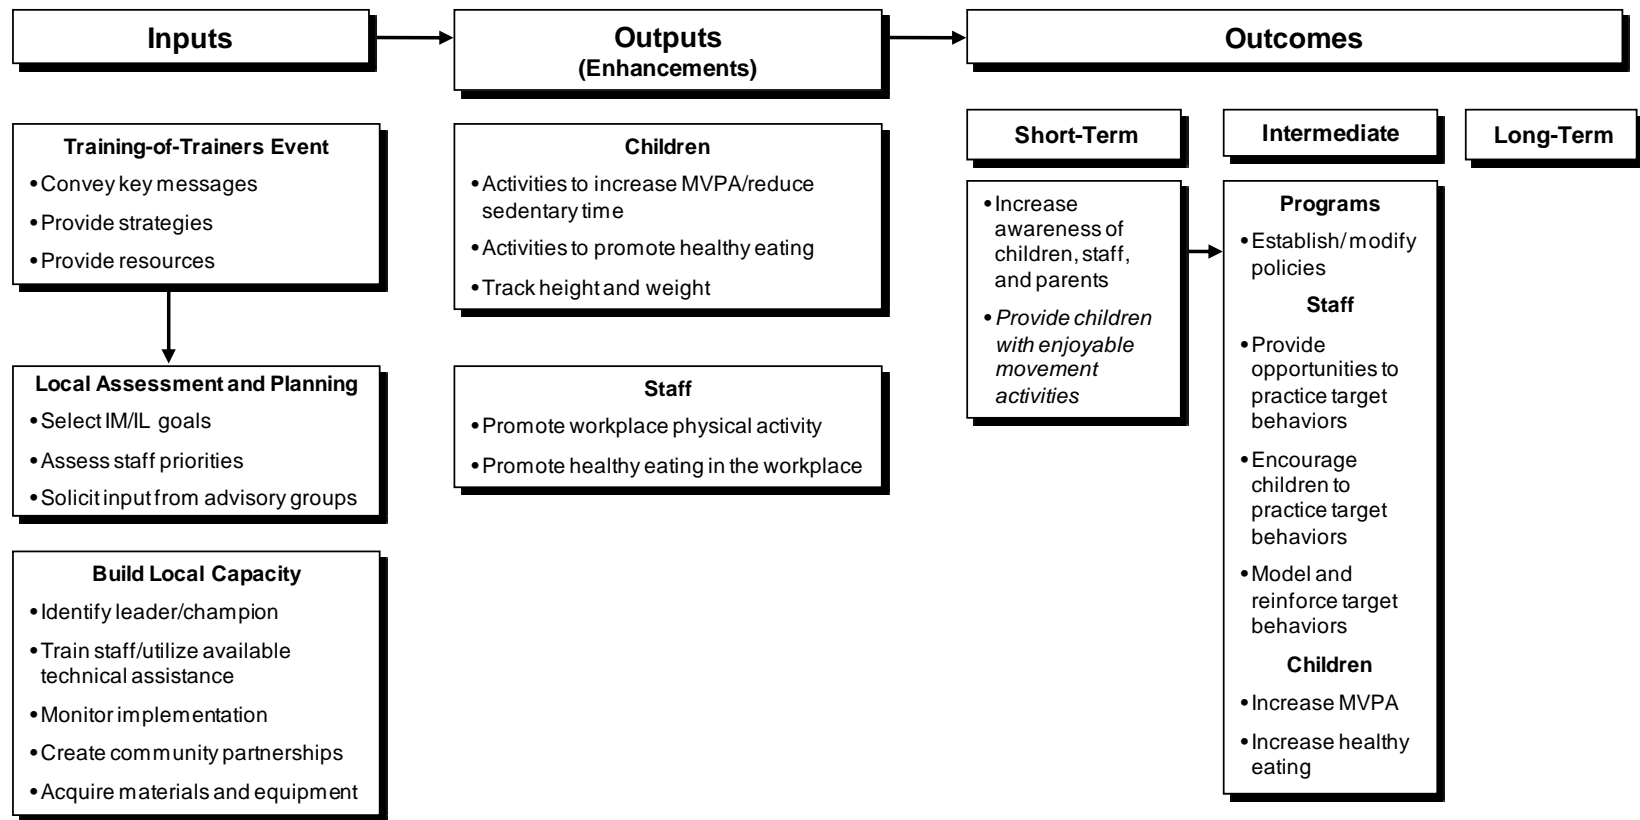 Inputs
Outputs
(Enhancements)
Outcomes
Training-of-Trainers Event
•Convey key messages
•Provide strategies
•Provide resources
Local Assessment and Planning
•Select IM/IL goals
•Assess staff priorities
•Solicit input from advisory groups
Build Local Capacity
•Identify leader/champion
•Train staff/utilize available
technical assistance
•Monitor implementation
•Create community partnerships
•Acquire materials and equipment
Children
•Activities to increase MVPA/reduce
sedentary time
•Activities to promote healthy eating
•Track height and weight
Staff
•Promote workplace physical activity
•Promote healthy eating in the workplace
Short-Term
•Increase
awareness of
children, staff,
and parents
•Provide children
with enjoyable
movement
activities
Intermediate
Programs
•Establish/modify
policies
Staff
•Provide
opportunities to
practice target
behaviors
•Encourage
children to
practice target
behaviors
•Model and
reinforce target
behaviors
Children
•Increase MVPA
•Increase healthy
eating
Long-Term